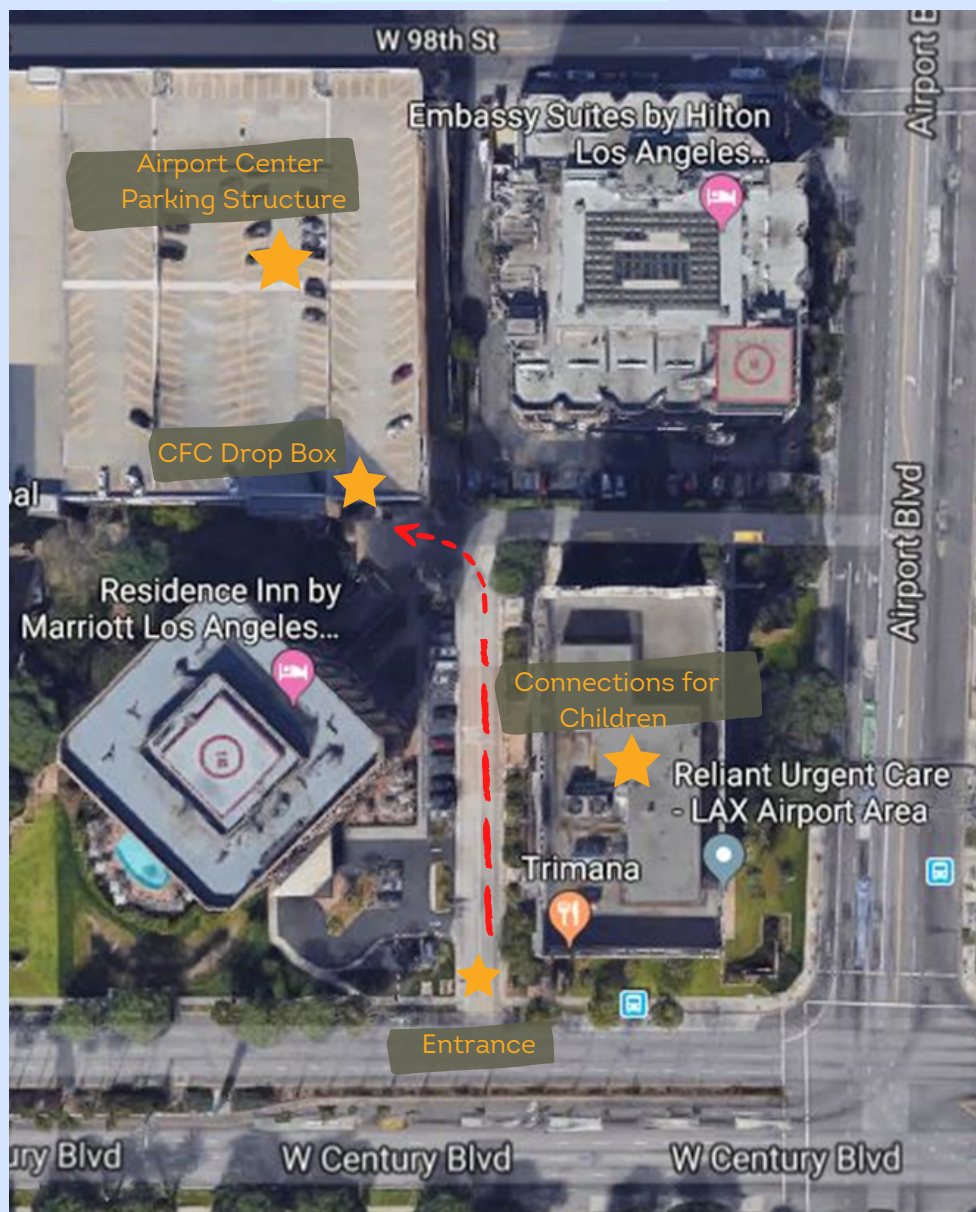 W 98th St
Airport B
Embassy Suites by Hilton
Los Angeles...
Airport Center
Parking Structure
CFC Drop Box
al
Airport Blvd
Residence Inn by
Marriott Los Angeles...
Connections for
Children
Reliant Urgent Care
- LAX Airport Area
Trimana
Entrance
ury Blvd
W Century Blvd
W Century Blvd